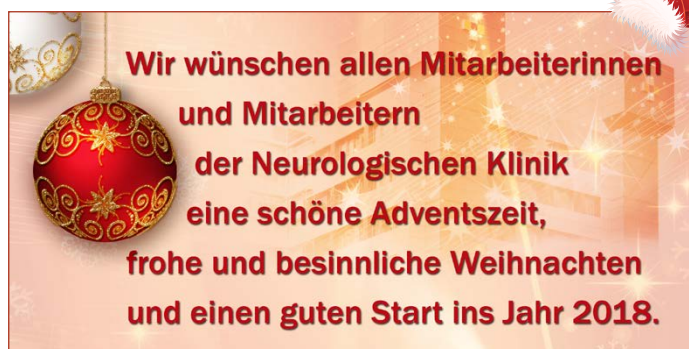 Wir wünschen allen Mitarbeiterinnen
und Mitarbeitern
der Neurologischen Klinik
eine schöne Adventszeit,
frohe und besinnliche Weihnachten
und einen guten Start ins Jahr 2018.